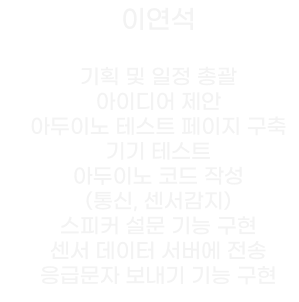 이연석
기획 및 일정 총괄
아이디어 제안
아두이노 테스트 페이지 구축
기기 테스트
아두이노 코드 작성
(통신, 센서감지)
스피커 설문 기능 구현
센서 데이터 서버에 전송
응급문자 보내기 기능 구현